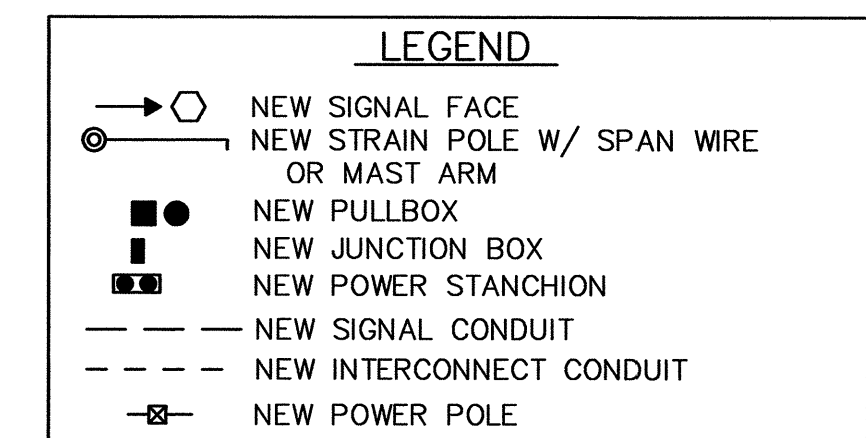 LEGEND
NEW SIGNAL FACE
NEW STRAIN POLE W/ SPAN WIRE
OR MAST ARM
NEW PULLBOX
NEW JUNCTION BOX
NEW POWER STANCHION
NEW SIGNAL CONDUIT
NEW INTERCONNECT CONDUIT
NEW POWER POLE